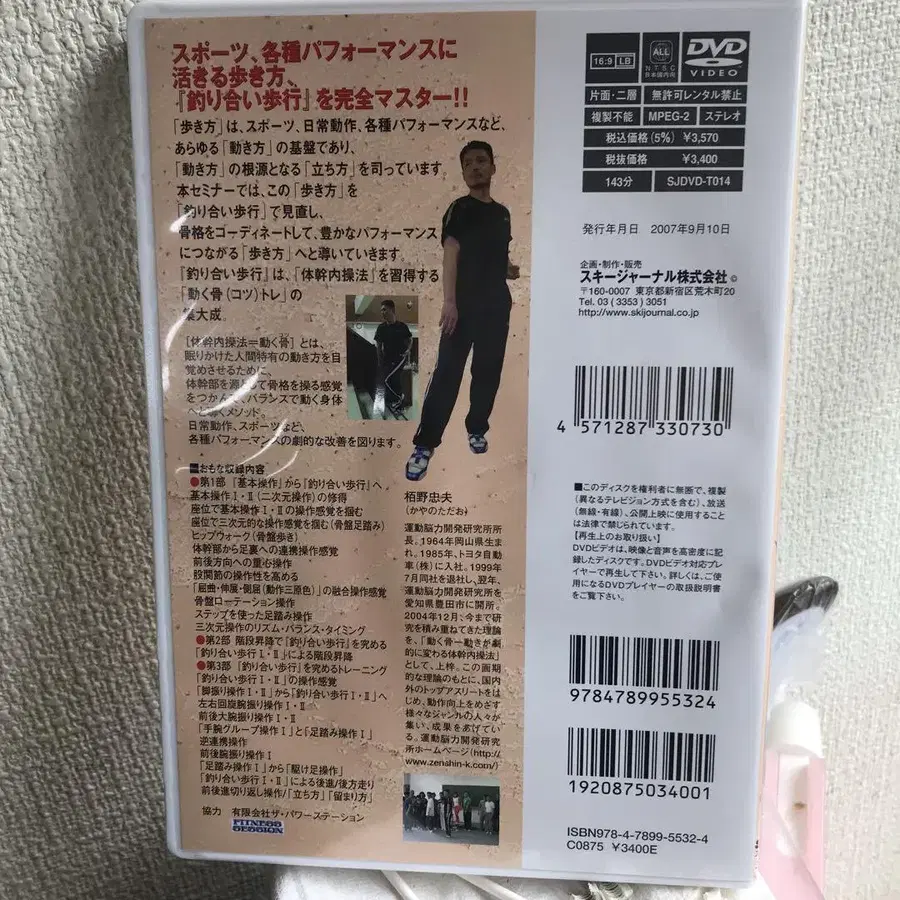 スポーツ、各種パフォーマンスに
活きる歩き方、
『釣り合い歩行』を完全マスター!!
「歩き方」は、スポーツ、日常動作、各種パフォーマンスなど、
あらゆる「動き方」の基盤であり、
「動き方」の根源となる「立ち方」を司っています。
本セミナーでは、この「歩き方」を
「釣り合い歩行」で見直し、
骨格をコーディネートして、豊かなパフォーマンス
につながる「歩き方」へと導いていきます。
『釣り合い歩行』は、『体幹内操法』を習得する
「動く骨(コツ)トレ」の
集大成。
[体幹内操法=動く骨]とは、
眠りかけた人間特有の動き方を目
覚めさせるために、
体幹部を源として骨格を操る感覚
をつかんで、バランスで動く身体
へと導くメソッド。
日常動作、スポーツなど、
各種パフォーマンスの劇的な改善を図ります。
■おもな収録内容
●第1部 『基本操作』から『釣り合い歩行』へ
基本操作Ⅰ・Ⅱ(二次元操作)の修得
座位で基本操作Ⅰ・Ⅱの操作感覚を掴む
座位で三次元的な操作感覚を掴む(骨盤足踏み)
ヒップウォーク(骨盤歩き)
体幹部から足裏への連携操作感覚
前後方向への重心操作
股関節の操作性を高める
「屈曲・伸展・側屈(動作三原色)」の融合操作感覚
骨盤ローテーション操作
ステップを使った足踏み操作
三次元操作のリズム・バランス・タイミング
●第2部 階段昇降で『釣り合い歩行』を究める
「釣り合い歩行Ⅰ・Ⅱ」による階段昇降
●第3部 『釣り合い歩行』を究めるトレーニング
「釣り合い歩行Ⅰ・Ⅱ」の操作感覚
「脚振り操作Ⅰ・Ⅱ」から「釣り合い歩行Ⅰ・Ⅱ」へ
左右回旋腕振り操作Ⅰ・Ⅱ
前後大腕振り操作Ⅰ・Ⅱ
「手腕グループ操作Ⅰ」と「足踏み操作Ⅰ」
逆連携操作
前後腕振り操作Ⅰ
「足踏み操作Ⅰ」から「駆け足操作」
「釣り合い歩行Ⅰ・Ⅱ」による後進/後方走り
前後進切り返し操作/「立ち方」「留まり方」
協力 有限会社ザ・パワーステーション
FITNESS
SESSION
栢野忠夫
(かやのただお)
運動脳力開発研究所所
長。1964年岡山県生ま
れ。1985年、トヨタ自動
車(株)に入社。1999年
7月同社を退社し、翌年、
運動脳力開発研究所を
愛知県豊田市に開所。
2004年12月、今まで研
究を積み重ねてきた理論
を、「動く骨ー動きが劇
的に変わる体幹内操法」
として、上梓。この画期
的な理論のもとに、国内
外のトップアスリートをは
じめ、動作向上をめざす
様々なジャンルの人々が
集い、成果をあげてい
る。運動脳力開発研究
所ホームページ(http://
www.zenshin-k.com/)
16:9 LB
ALL
NTSC
日本国内向
DVD
VIDEO
片面・二層 無許可レンタル禁止
複製不能 MPEG-2 ステレオ
税込価格(5%) ¥3,570
税抜価格 ¥3,400
143分 SJDVD-T014
発行年月日 2007年9月10日
企画・制作・販売
スキージャーナル株式会社 ©
〒160-0007 東京都新宿区荒木町20
Tel. 03(3353)3051
http://www.skijournal.co.jp
4 571287 330730
■このディスクを権利者に無断で、複製
(異なるテレビジョン方式を含む)、放送
(無線・有線)、公開上映に使用すること
は法律で禁じられています。
【再生上のお取り扱い】
DVDビデオは、映像と音声を高密度に記
録したディスクです。DVDビデオ対応プレ
イヤーで再生して下さい。詳しくは、ご使
用になるDVDプレイヤーの取扱説明書
をご覧下さい。
9784789955324
1920875034001
ISBN978-4-7899-5532-4
C0875 ¥3400E